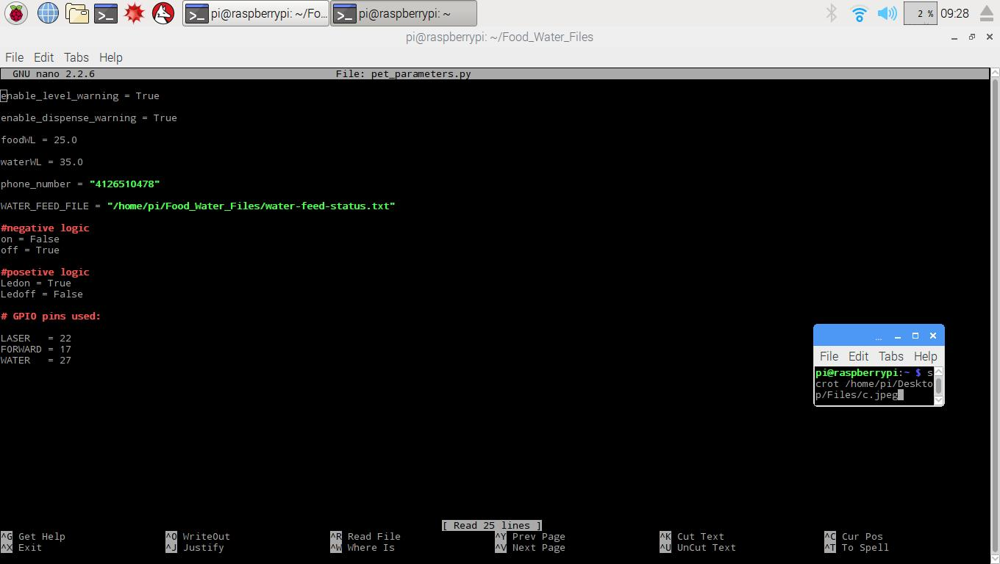 pi@raspberrypi: ~/Fo...
pi@raspberrypi: ~
2 %
09:28
pi@raspberrypi: ~/Food_Water_Files
File Edit Tabs Help
GNU nano 2.2.6 File: pet_parameters.py
enable_level_warning = True
enable_dispense_warning = True
foodWL = 25.0
waterWL = 35.0
phone_number = "4126510478"
WATER_FEED_FILE = "/home/pi/Food_Water_Files/water-feed-status.txt"
#negative logic
on = False
off = True
#posetive logic
Ledon = True
Ledoff = False
# GPIO pins used:
LASER   = 22
FORWARD = 17
WATER   = 27
...
File Edit Tabs Help
pi@raspberrypi:~ $ s
crot /home/pi/Deskto
p/Files/c.jpeg
[ Read 25 lines ]
^G Get Help ^O WriteOut ^R Read File ^Y Prev Page ^K Cut Text ^C Cur Pos
^X Exit ^J Justify ^W Where Is ^V Next Page ^U UnCut Text ^T To Spell